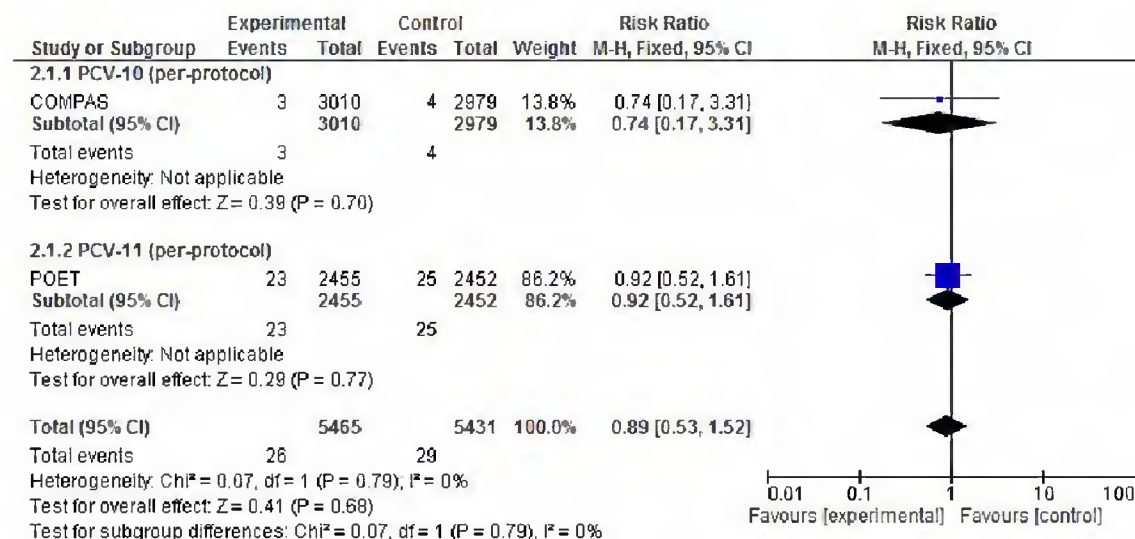 Experimental Control Risk Ratio Risk Ratio
Study or Subgroup Events Total Events Total Weight M-H, Fixed, 95% CI M-H, Fixed, 95% CI
2.1.1 PCV-10 (per-protocol)
COMPAS 3 3010 4 2979 13.8% 0.74 [0.17, 3.31]
Subtotal (95% CI) 3010 2979 13.8% 0.74 [0.17, 3.31]
Total events 3 4
Heterogeneity: Not applicable
Test for overall effect: Z = 0.39 (P = 0.70)
2.1.2 PCV-11 (per-protocol)
POET 23 2455 25 2452 86.2% 0.92 [0.52, 1.61]
Subtotal (95% CI) 2455 2452 86.2% 0.92 [0.52, 1.61]
Total events 23 25
Heterogeneity: Not applicable
Test for overall effect: Z = 0.29 (P = 0.77)
Total (95% CI) 5465 5431 100.0% 0.89 [0.53, 1.52]
Total events 26 29
Heterogeneity: Chi² = 0.07, df = 1 (P = 0.79); I² = 0%
Test for overall effect: Z = 0.41 (P = 0.68)
Test for subgroup differences: Chi² = 0.07, df = 1 (P = 0.79), I² = 0%
0.01 0.1 1 10 100
Favours [experimental] Favours [control]